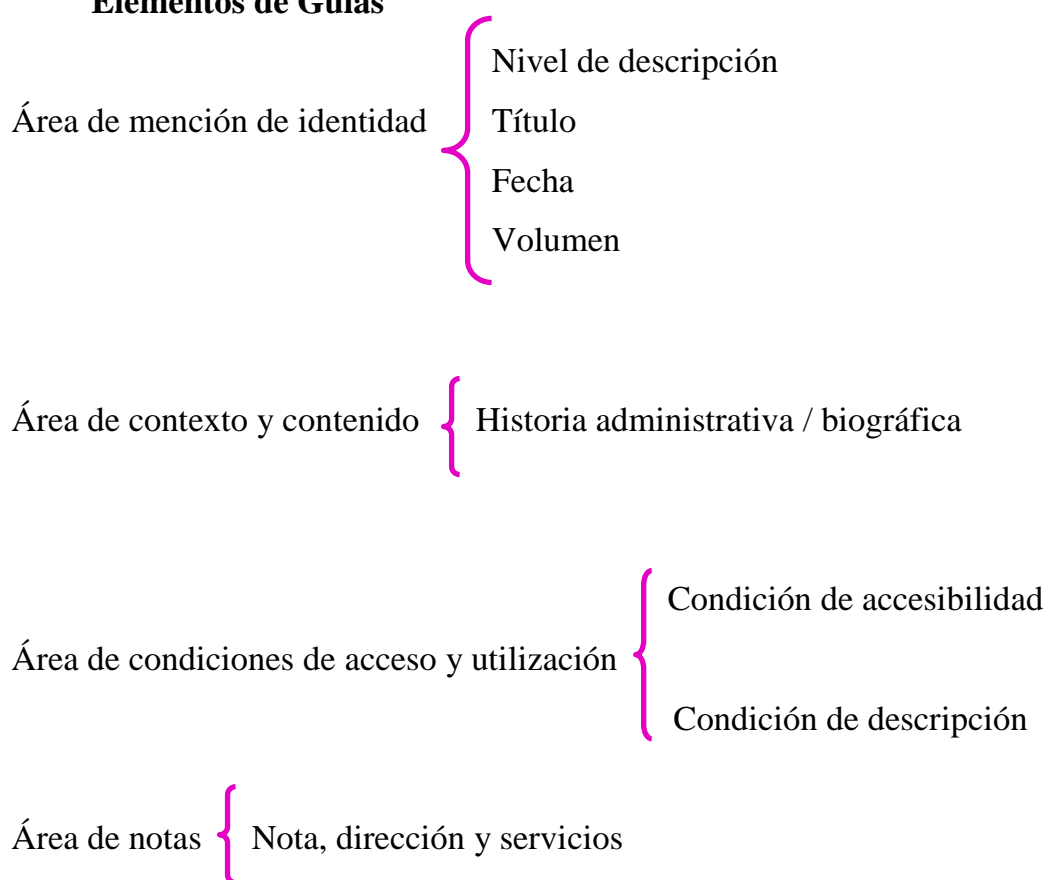 Elementos de Guías
Nivel de descripción
Área de mención de identidad
Título
Fecha
Volumen
Área de contexto y contenido
Historia administrativa / biográfica
Condición de accesibilidad
Área de condiciones de acceso y utilización
Condición de descripción
Área de notas
Nota, dirección y servicios